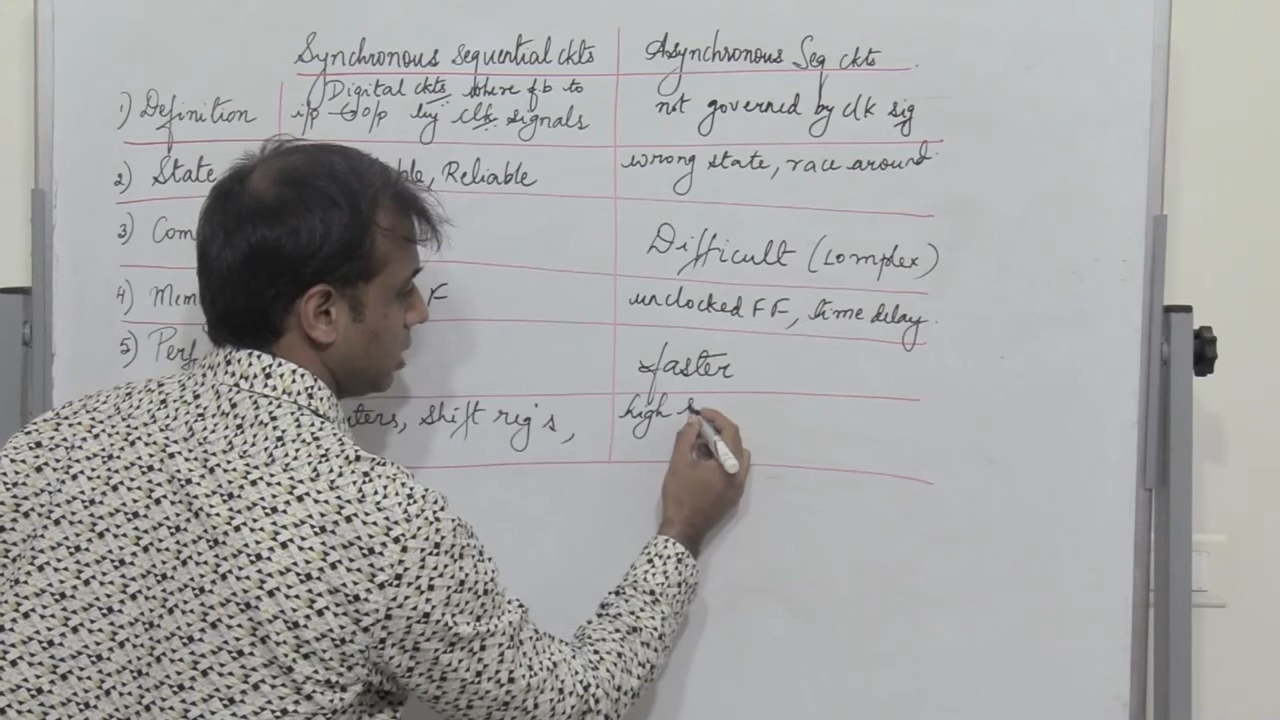 Synchronous sequential ckts Asynchronous Seq ckts
1) Definition Digital ckts where fb to not governed by clk sig
i/p → o/p by clk signals
2) State Reliable wrong state, race around
3) Difficult (complex)
4) F unclocked FF, time delay.
5) faster
shift reg's, high